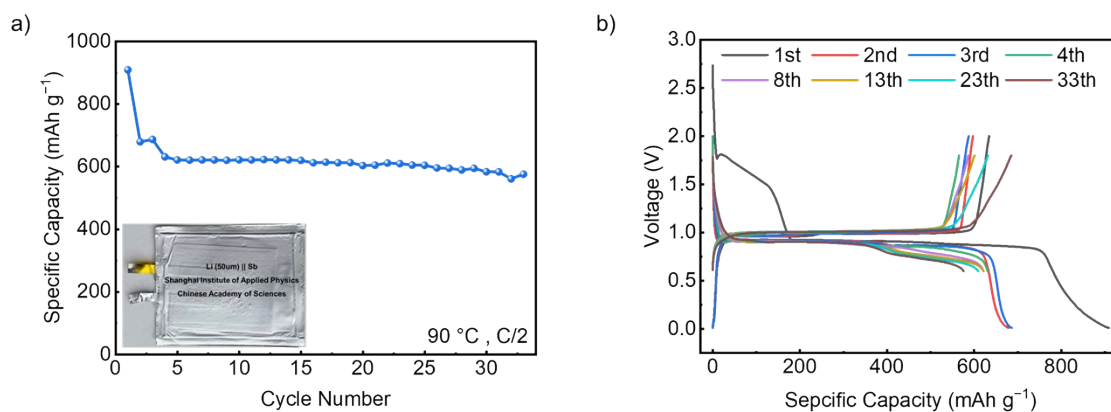 a)
1000
800
600
400
200
0
Specific Capacity (mAh g⁻¹)
Li (50um) || Sb
Shanghai Institute of Applied Physics
Chinese Academy of Sciences
90 °C , C/2
0 5 10 15 20 25 30
Cycle Number
b)
3.0
2.5
2.0
1.5
1.0
0.5
0.0
Voltage (V)
1st 2nd 3rd 4th
8th 13th 23th 33th
0 200 400 600 800
Sepcific Capacity (mAh g⁻¹)